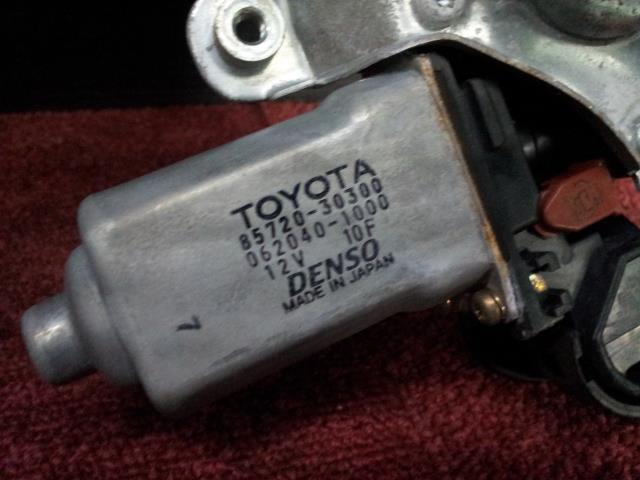 TOYOTA
85720-30300
062040-1000
12V 10F
DENSO
MADE IN JAPAN